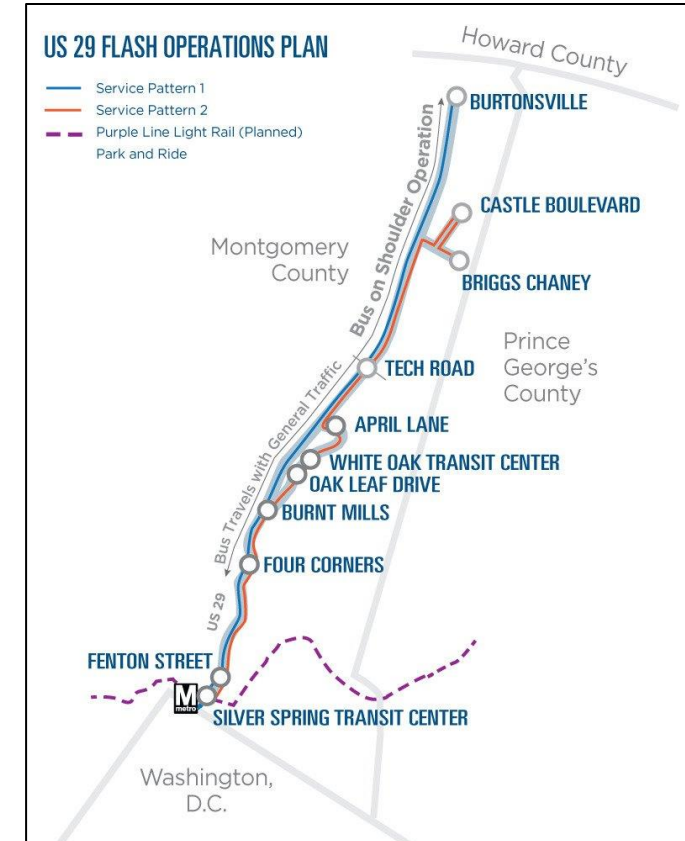 US 29 FLASH OPERATIONS PLAN
Service Pattern 1
Service Pattern 2
Purple Line Light Rail (Planned)
Park and Ride
Howard County
BURTONSVILLE
Bus on Shoulder Operation
CASTLE BOULEVARD
Montgomery
County
BRIGGS CHANEY
Prince
George's
County
TECH ROAD
Bus Travels with General Traffic
APRIL LANE
WHITE OAK TRANSIT CENTER
OAK LEAF DRIVE
BURNT MILLS
FOUR CORNERS
US 29
FENTON STREET
M
metro
SILVER SPRING TRANSIT CENTER
Washington,
D.C.